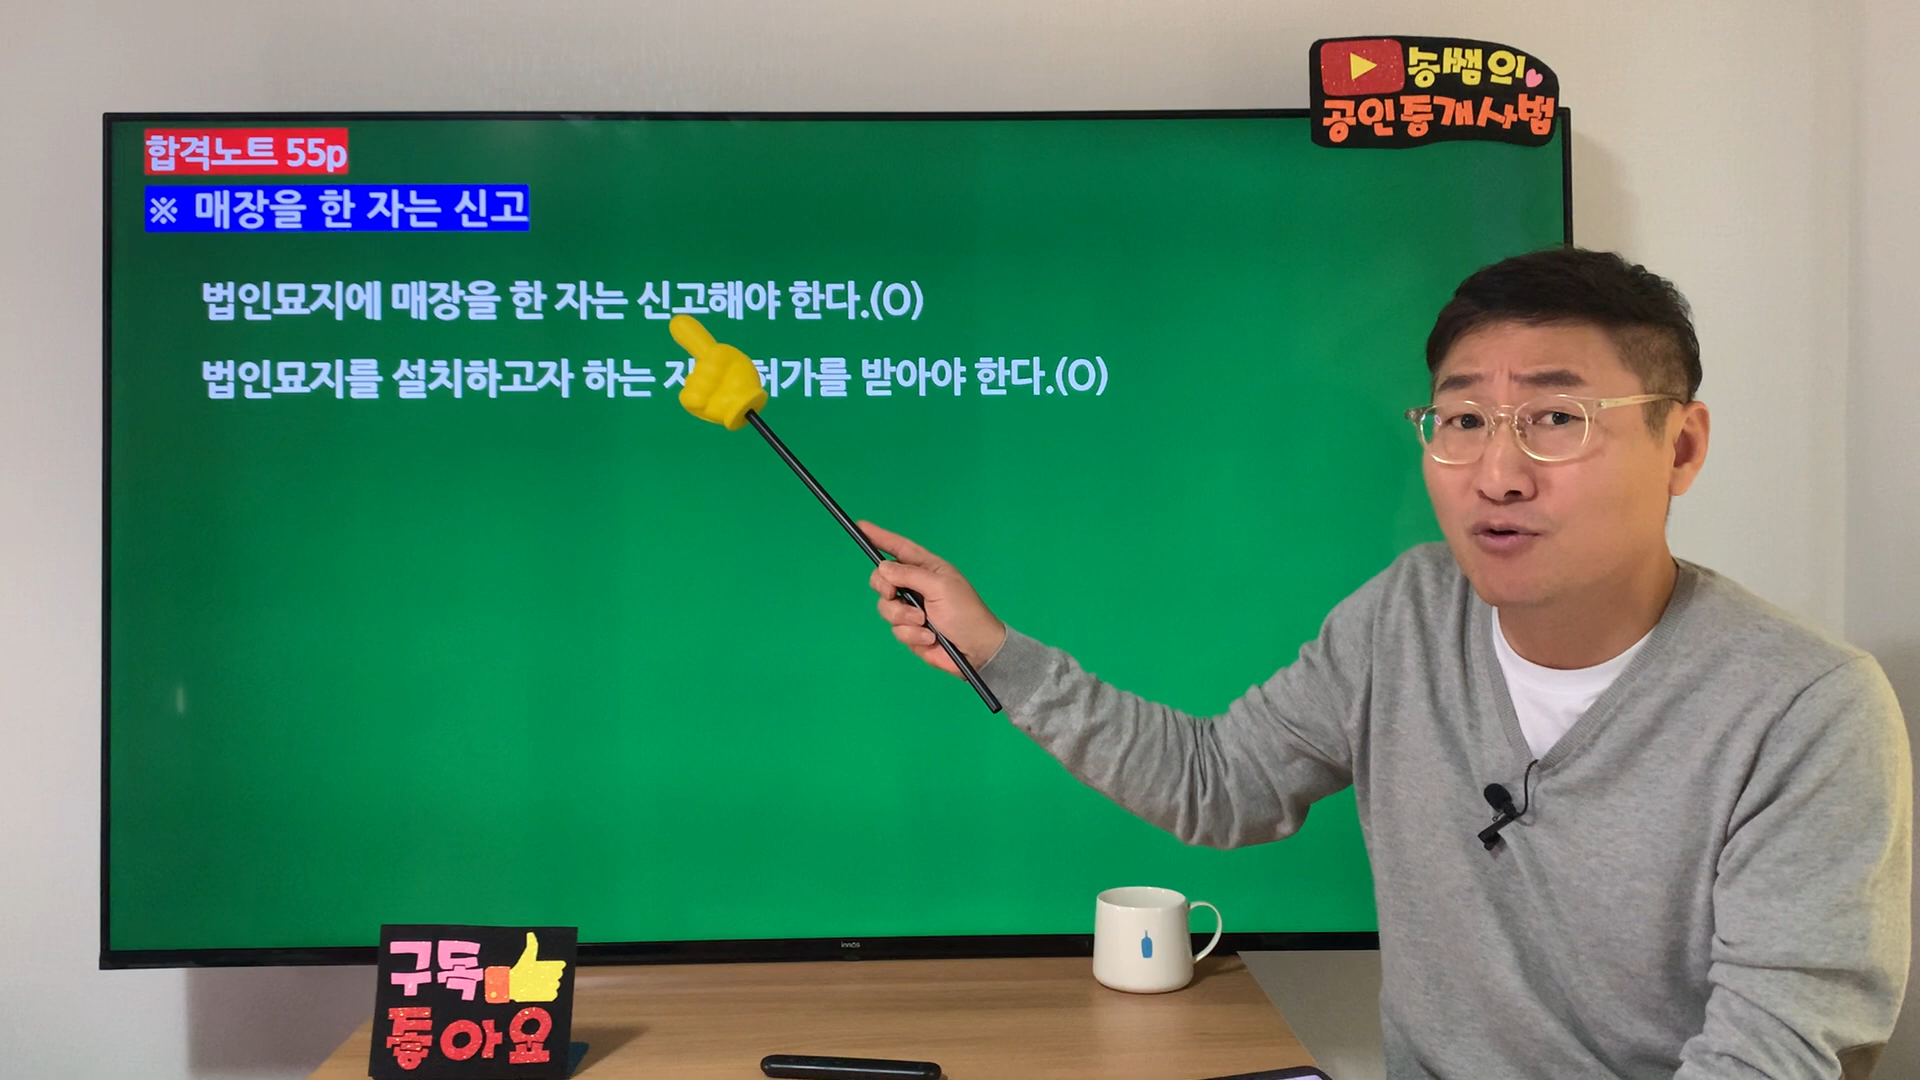 송쌤의
공인중개사법
합격노트 55p
※ 매장을 한 자는 신고
법인묘지에 매장을 한 자는 신고해야 한다.(O)
법인묘지를 설치하고자 하는 허가를 받아야 한다.(O)
innos
구독
좋아요